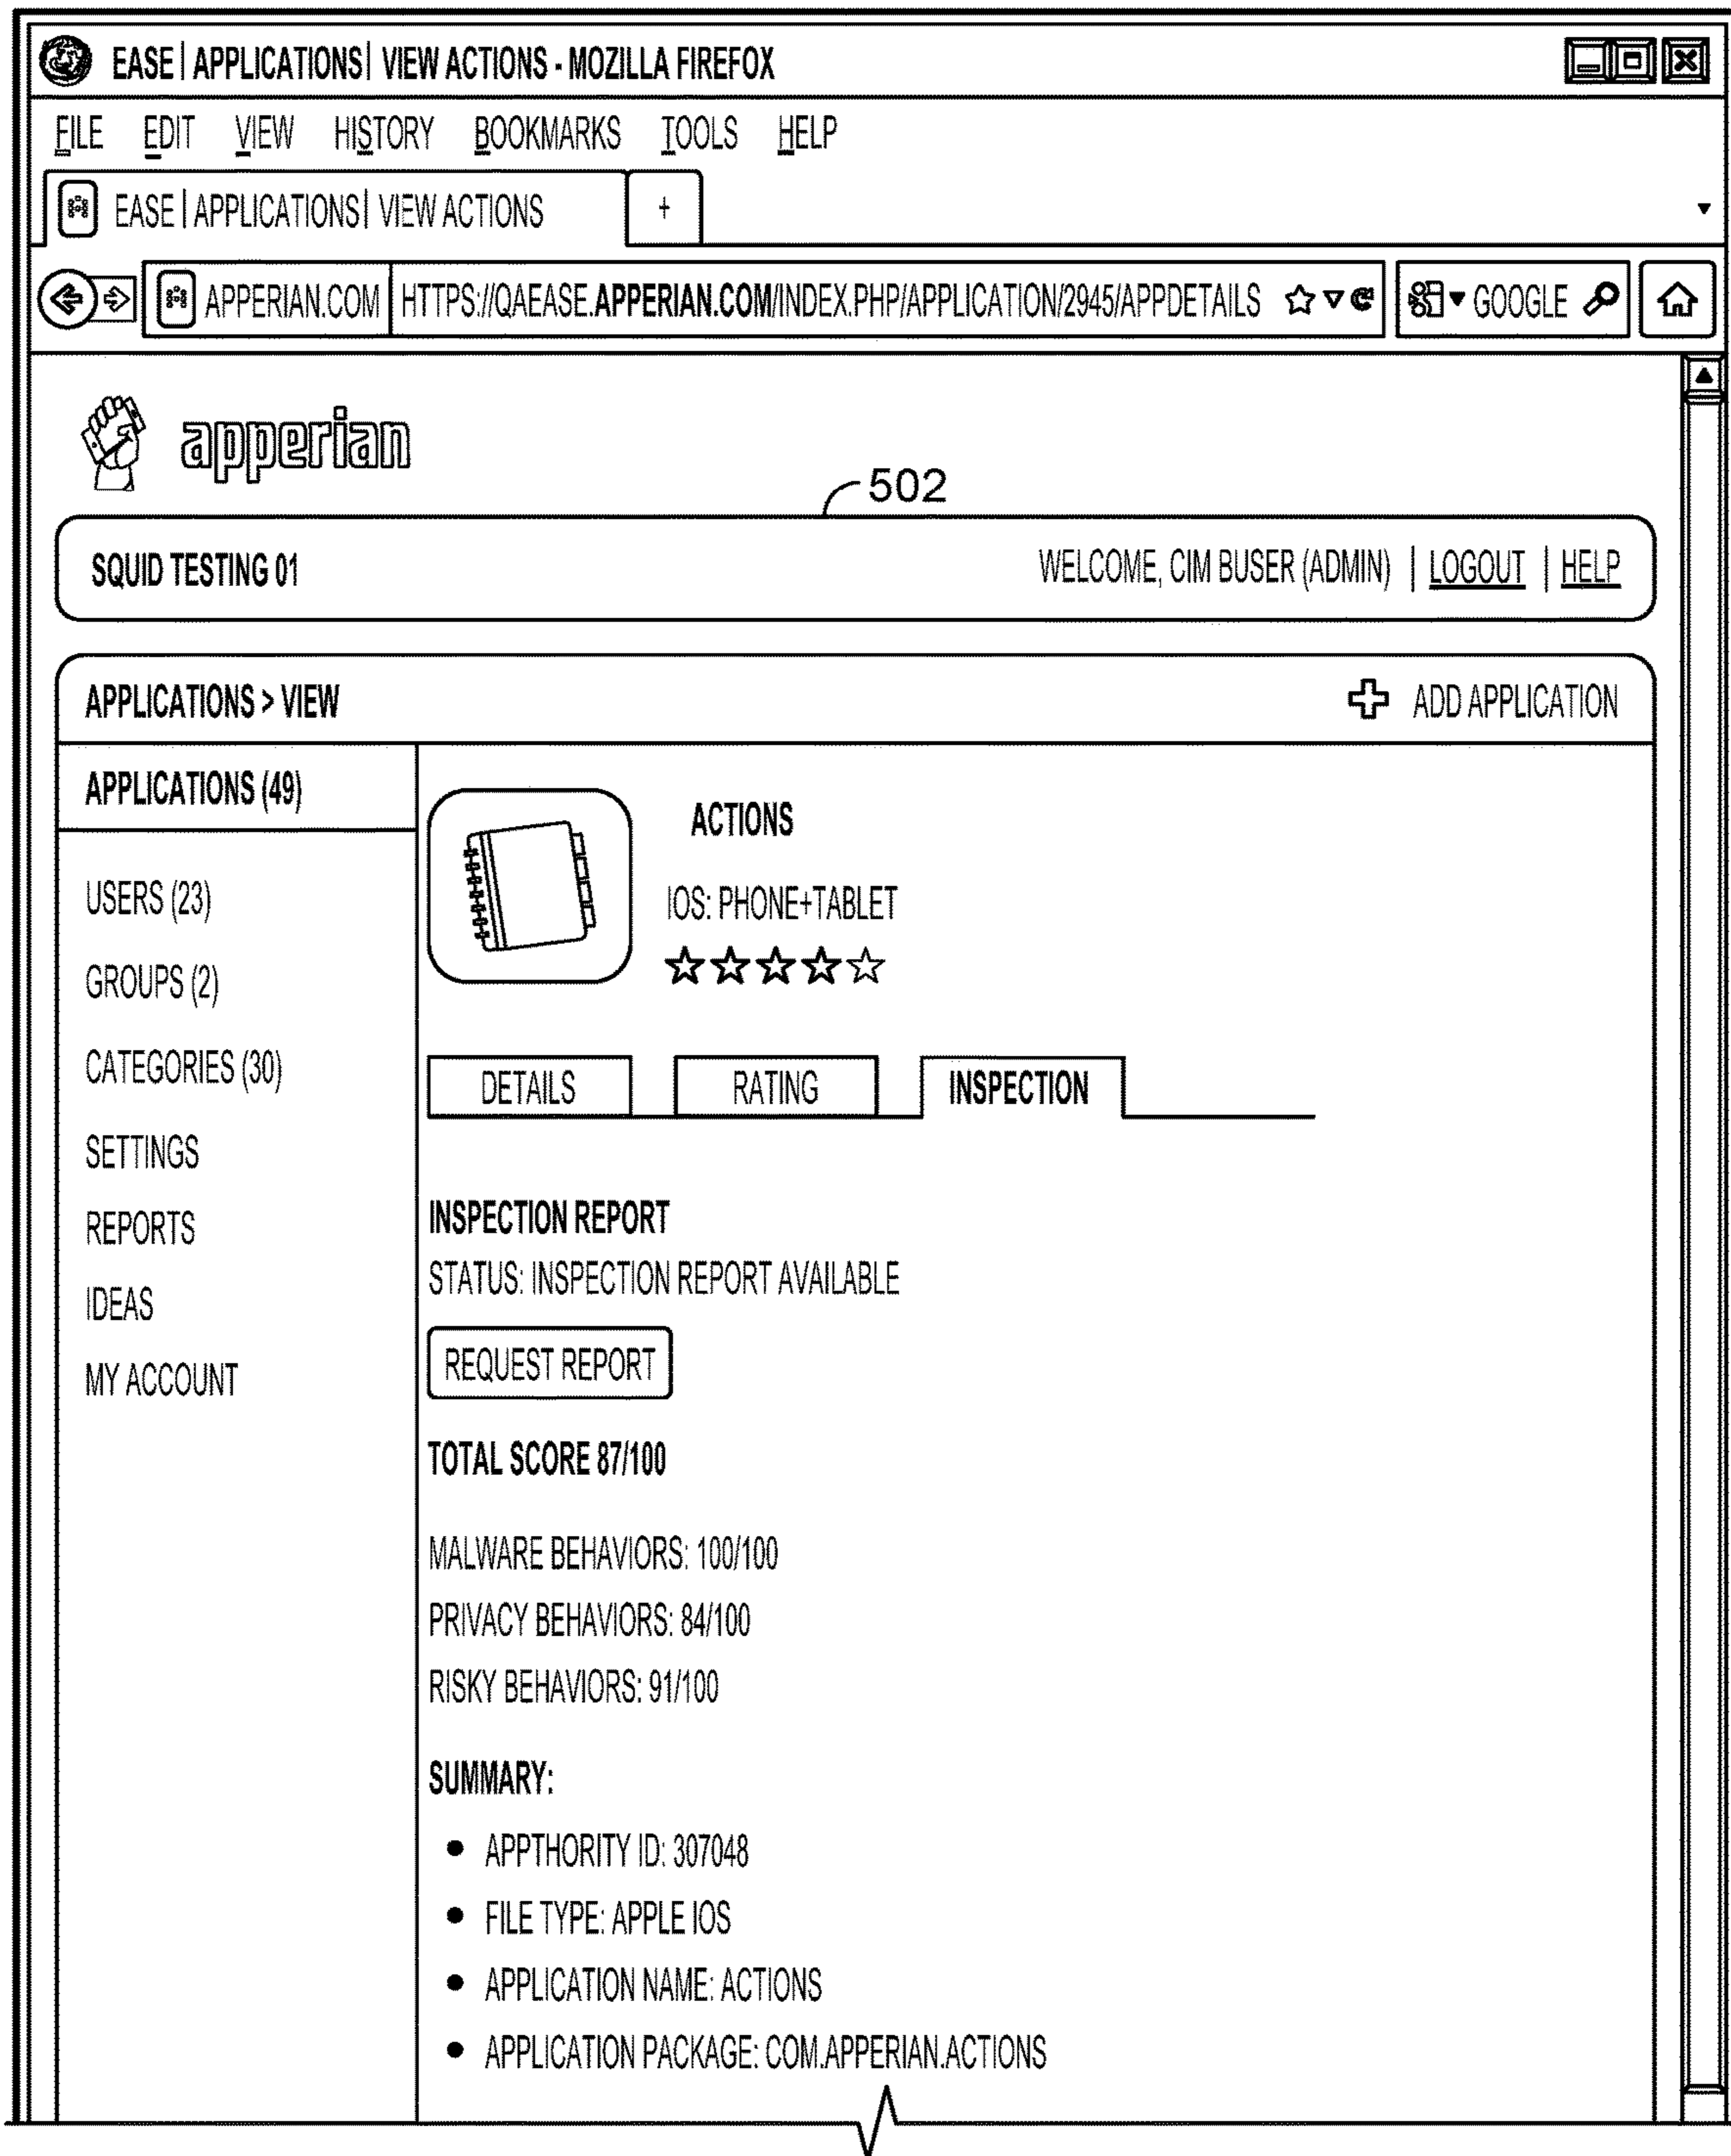 EASE | APPLICATIONS | VIEW ACTIONS - MOZILLA FIREFOX
FILE EDIT VIEW HISTORY BOOKMARKS TOOLS HELP
EASE | APPLICATIONS | VIEW ACTIONS +
APPERIAN.COM HTTPS://QAEASE.APPERIAN.COM/INDEX.PHP/APPLICATION/2945/APPDETAILS GOOGLE
apperian
502
SQUID TESTING 01 WELCOME, CIM BUSER (ADMIN) | LOGOUT | HELP
APPLICATIONS > VIEW ADD APPLICATION
APPLICATIONS (49)
USERS (23)
GROUPS (2)
CATEGORIES (30)
SETTINGS
REPORTS
IDEAS
MY ACCOUNT
ACTIONS
IOS: PHONE+TABLET
DETAILS RATING INSPECTION
INSPECTION REPORT
STATUS: INSPECTION REPORT AVAILABLE
REQUEST REPORT
TOTAL SCORE 87/100
MALWARE BEHAVIORS: 100/100
PRIVACY BEHAVIORS: 84/100
RISKY BEHAVIORS: 91/100
SUMMARY:
• APPTHORITY ID: 307048
• FILE TYPE: APPLE IOS
• APPLICATION NAME: ACTIONS
• APPLICATION PACKAGE: COM.APPERIAN.ACTIONS